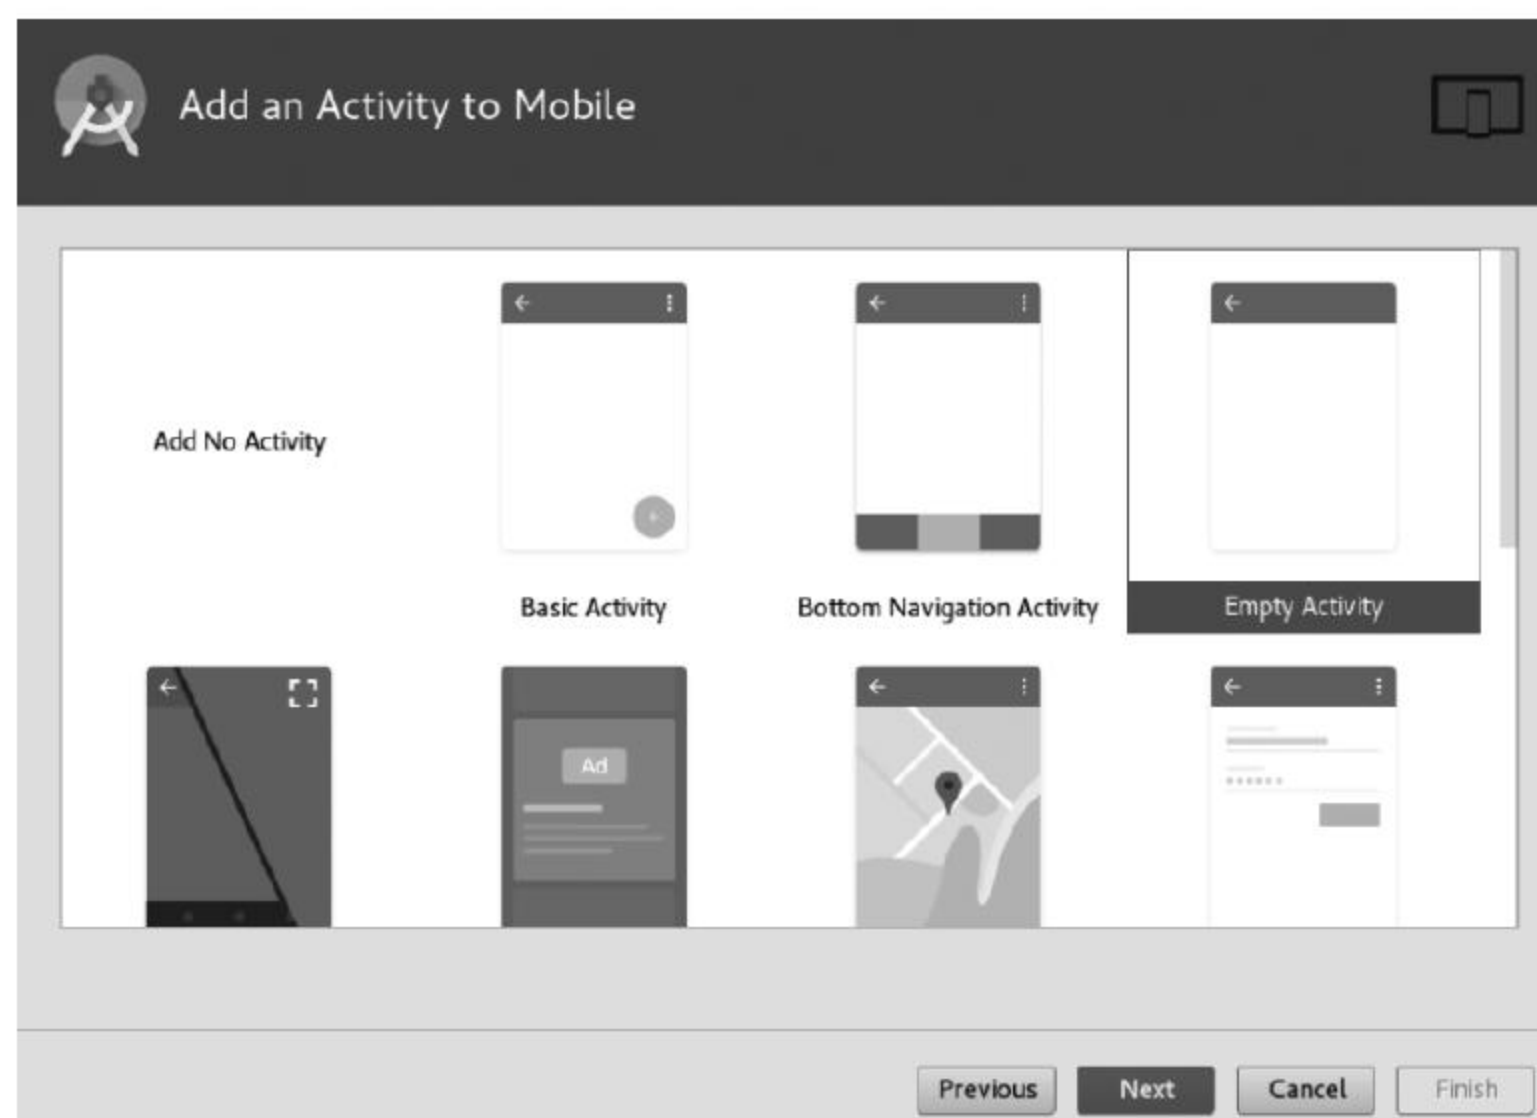 Add an Activity to Mobile
Add No Activity
Basic Activity
Bottom Navigation Activity
Empty Activity
Ad
Previous
Next
Cancel
Finish